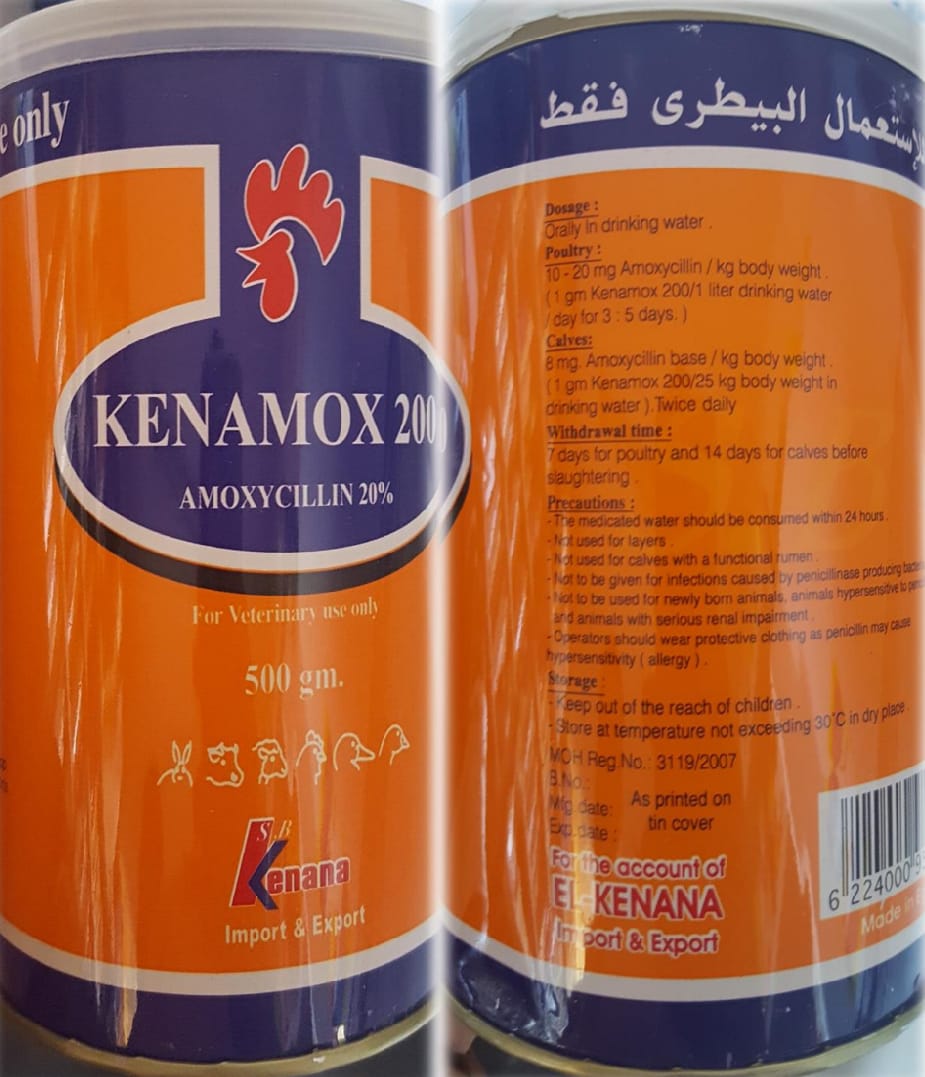 only
KENAMOX 200
AMOXYCILLIN 20%
For Veterinary use only
500 gm.
S.B
Kenana
Import & Export
للإستعمال البيطرى فقط
Dosage :
Orally In drinking water .
Poultry :
10 - 20 mg Amoxycillin / kg body weight .
( 1 gm Kenamox 200/1 liter drinking water
/ day for 3 : 5 days. )
Calves:
8 mg. Amoxycillin base / kg body weight .
( 1 gm Kenamox 200/25 kg body weight in
drinking water ).Twice daily
Withdrawal time :
7 days for poultry and 14 days for calves before
slaughtering .
Precautions :
- The medicated water should be consumed within 24 hours .
- Not used for layers .
- Not used for calves with a functional rumen .
- Not to be given for infections caused by penicillinase producing
- Not to be used for newly born animals, animals hypersensitive to
and animals with serious renal impairment .
- Operators should wear protective clothing as penicillin may cause
hypersensitivity ( allergy ) .
Storage :
- Keep out of the reach of children .
- Store at temperature not exceeding 30°C in dry place .
MOH Reg.No.: 3119/2007
B.No.:
Mfg. date: As printed on
Exp.date : tin cover
For the account of
EL-KENANA
Import & Export
6 224000 9
Made in